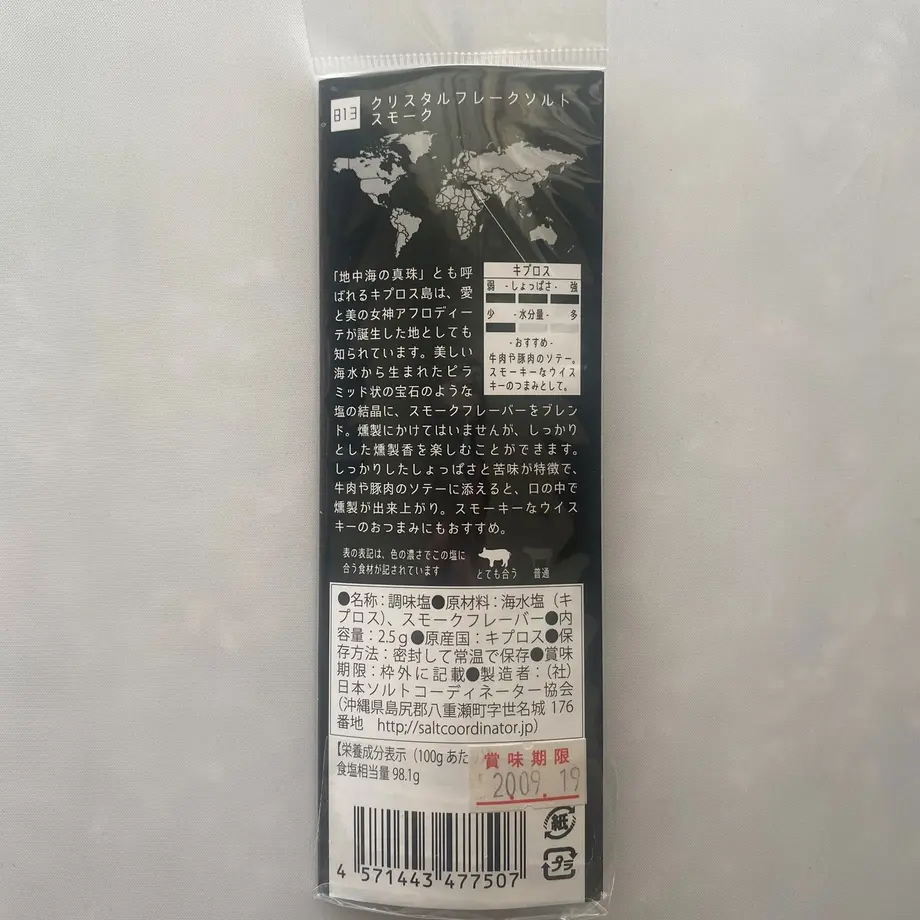 B13
クリスタルフレークソルト
スモーク
「地中海の真珠」とも呼
ばれるキプロス島は、愛
と美の女神アフロディー
テが誕生した地としても
知られています。美しい
海水から生まれたピラ
ミッド状の宝石のような
塩の結晶に、スモークフレーバーをブレン
ド。燻製にかけてはいませんが、しっかり
とした燻製香を楽しむことができます。
しっかりしたしょっぱさと苦味が特徴で、
牛肉や豚肉のソテーに添えると、口の中で
燻製が出来上がり。スモーキーなウイス
キーのおつまみにもおすすめ。
キプロス
弱 -しょっぱさ- 強
少 -水分量- 多
-おすすめ-
牛肉や豚肉のソテー。
スモーキーなウイス
キーのつまみとして。
表の表記は、色の濃さでこの塩に
合う食材が記されています
とても合う 普通
●名称：調味塩●原材料：海水塩（キ
プロス）、スモークフレーバー●内
容量：2.5g●原産国：キプロス●保
存方法：密封して常温で保存●賞味
期限：枠外に記載●製造者：（社）
日本ソルトコーディネーター協会
（沖縄県島尻郡八重瀬町字世名城 176
番地 http://saltcoordinator.jp）
【栄養成分表示（100gあた
食塩相当量 98.1g
賞味期限
2009.19
紙
プラ
4 571443 477507